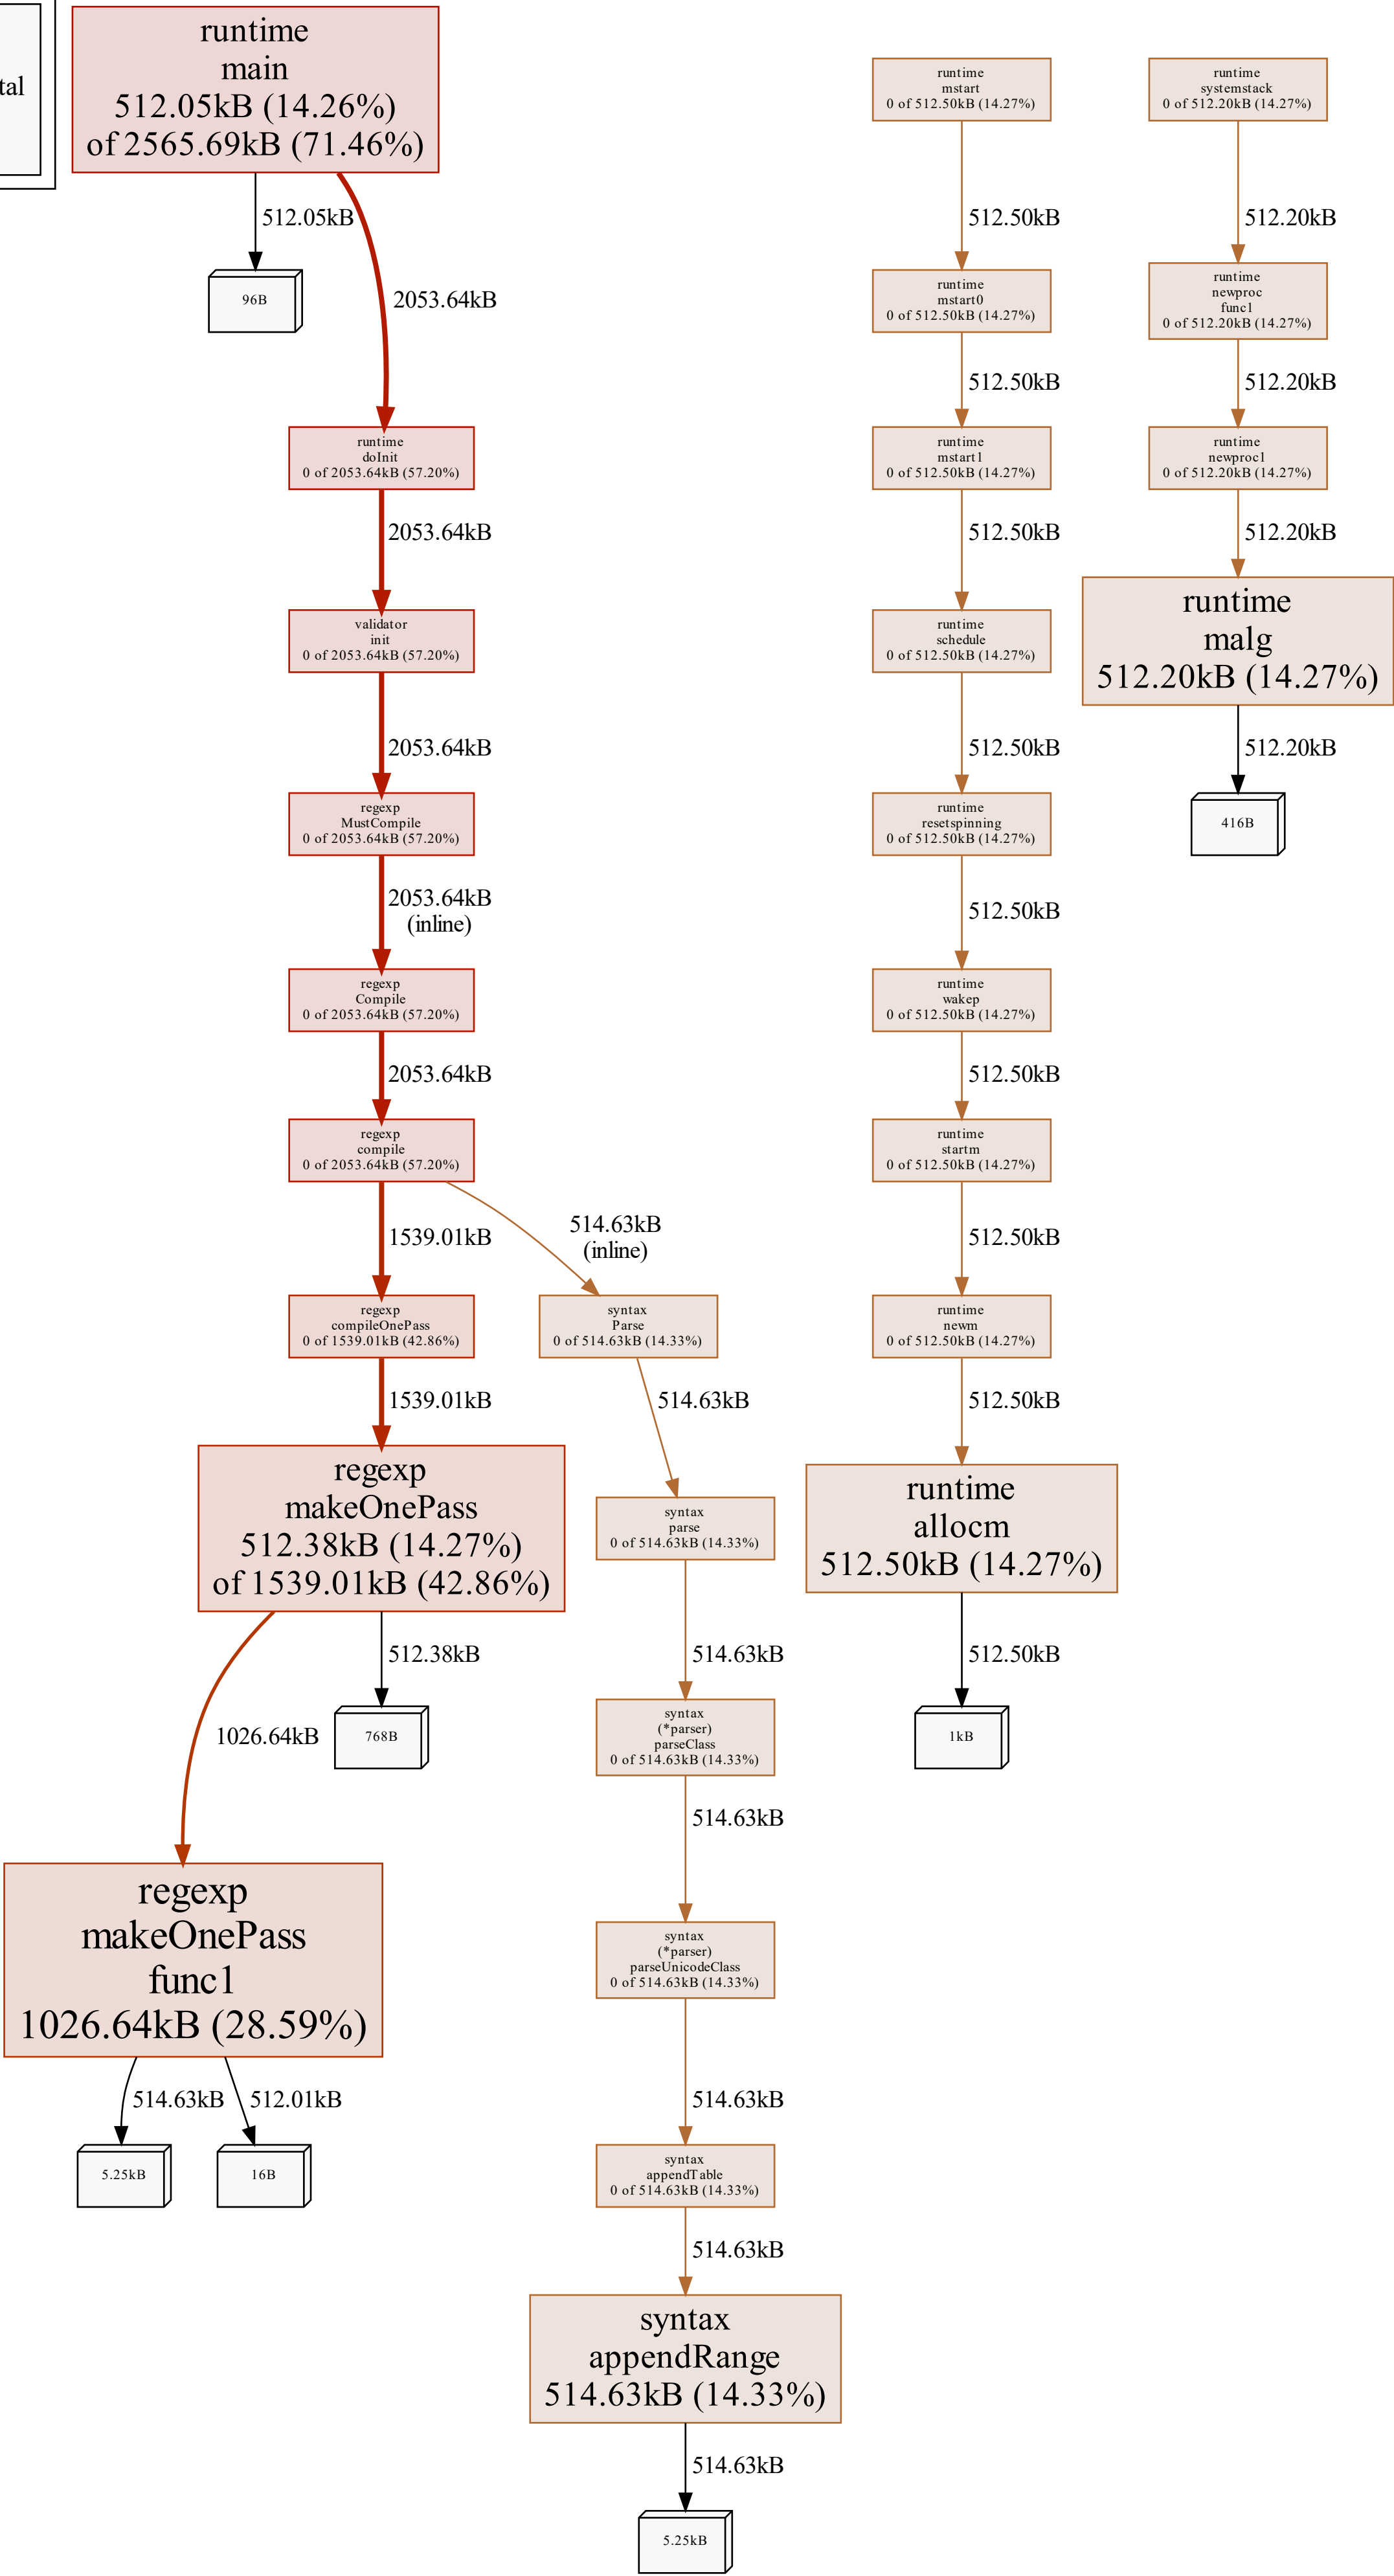 tal
runtime
main
512.05kB (14.26%)
of 2565.69kB (71.46%)
512.05kB
96B
2053.64kB
runtime
doInit
0 of 2053.64kB (57.20%)
2053.64kB
validator
init
0 of 2053.64kB (57.20%)
2053.64kB
regexp
MustCompile
0 of 2053.64kB (57.20%)
2053.64kB
(inline)
regexp
Compile
0 of 2053.64kB (57.20%)
2053.64kB
regexp
compile
0 of 2053.64kB (57.20%)
1539.01kB
514.63kB
(inline)
regexp
compileOnePass
0 of 1539.01kB (42.86%)
1539.01kB
regexp
makeOnePass
512.38kB (14.27%)
of 1539.01kB (42.86%)
512.38kB
768B
1026.64kB
regexp
makeOnePass
func1
1026.64kB (28.59%)
514.63kB
512.01kB
5.25kB
16B
syntax
Parse
0 of 514.63kB (14.33%)
514.63kB
syntax
parse
0 of 514.63kB (14.33%)
514.63kB
syntax
(*parser)
parseClass
0 of 514.63kB (14.33%)
514.63kB
syntax
(*parser)
parseUnicodeClass
0 of 514.63kB (14.33%)
514.63kB
syntax
appendTable
0 of 514.63kB (14.33%)
514.63kB
syntax
appendRange
514.63kB (14.33%)
514.63kB
5.25kB
runtime
mstart
0 of 512.50kB (14.27%)
512.50kB
runtime
mstart0
0 of 512.50kB (14.27%)
512.50kB
runtime
mstart1
0 of 512.50kB (14.27%)
512.50kB
runtime
schedule
0 of 512.50kB (14.27%)
512.50kB
runtime
resetspinning
0 of 512.50kB (14.27%)
512.50kB
runtime
wakep
0 of 512.50kB (14.27%)
512.50kB
runtime
startm
0 of 512.50kB (14.27%)
512.50kB
runtime
newm
0 of 512.50kB (14.27%)
512.50kB
runtime
allocm
512.50kB (14.27%)
512.50kB
1kB
runtime
systemstack
0 of 512.20kB (14.27%)
512.20kB
runtime
newproc
func1
0 of 512.20kB (14.27%)
512.20kB
runtime
newproc1
0 of 512.20kB (14.27%)
512.20kB
runtime
malg
512.20kB (14.27%)
512.20kB
416B